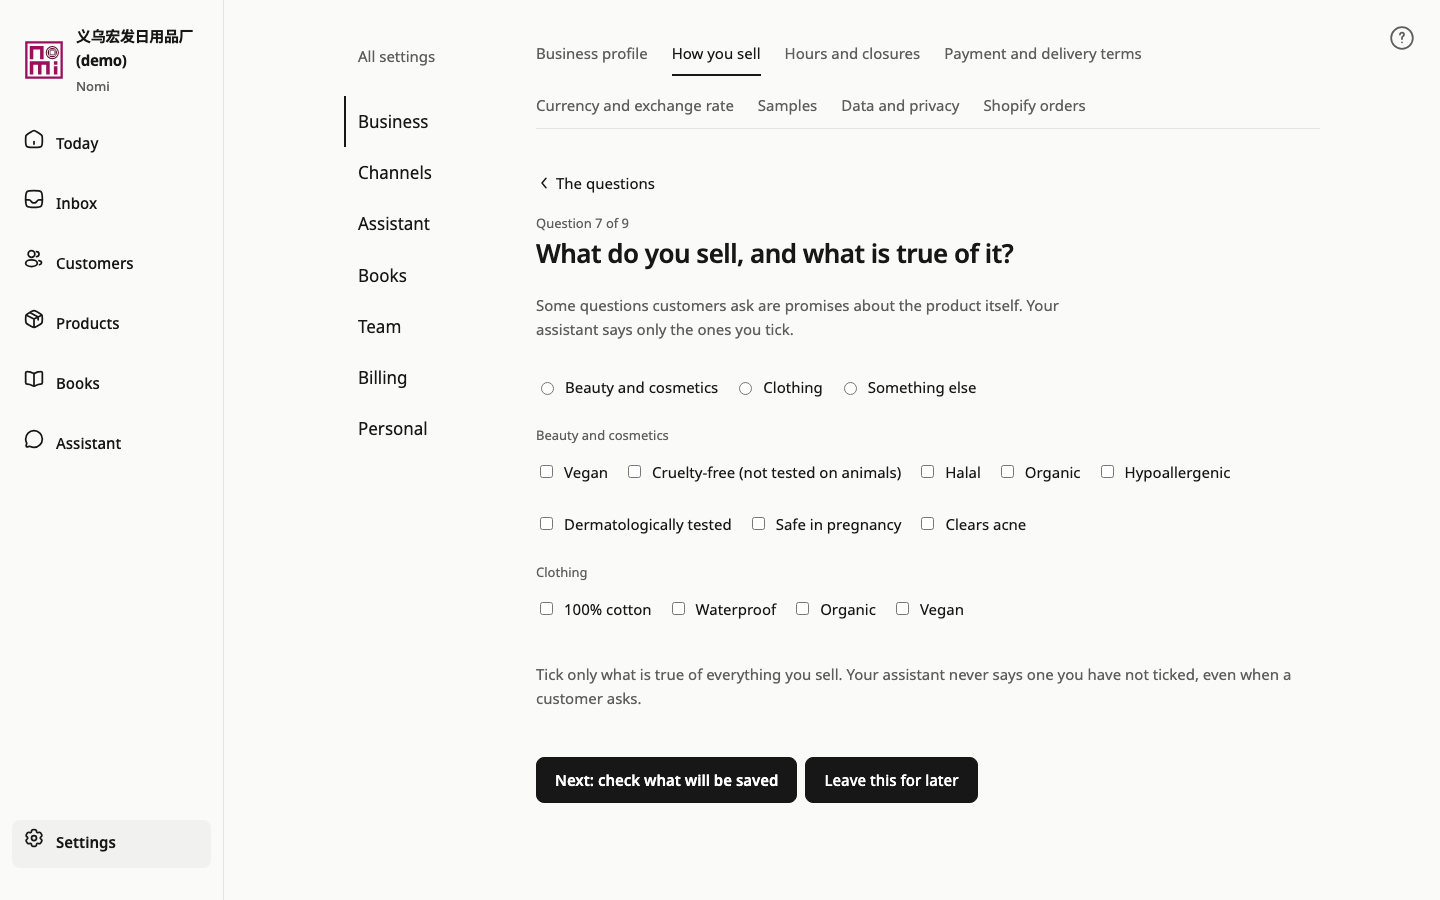 义乌宏发日用品厂
(demo)
Nomi
Today
Inbox
Customers
Products
Books
Assistant
Settings
All settings
Business
Channels
Assistant
Books
Team
Billing
Personal
Business profile How you sell Hours and closures Payment and delivery terms
Currency and exchange rate Samples Data and privacy Shopify orders
The questions
Question 7 of 9
What do you sell, and what is true of it?
Some questions customers ask are promises about the product itself. Your
assistant says only the ones you tick.
Beauty and cosmetics Clothing Something else
Beauty and cosmetics
Vegan Cruelty-free (not tested on animals) Halal Organic Hypoallergenic
Dermatologically tested Safe in pregnancy Clears acne
Clothing
100% cotton Waterproof Organic Vegan
Tick only what is true of everything you sell. Your assistant never says one you have not ticked, even when a
customer asks.
Next: check what will be saved Leave this for later